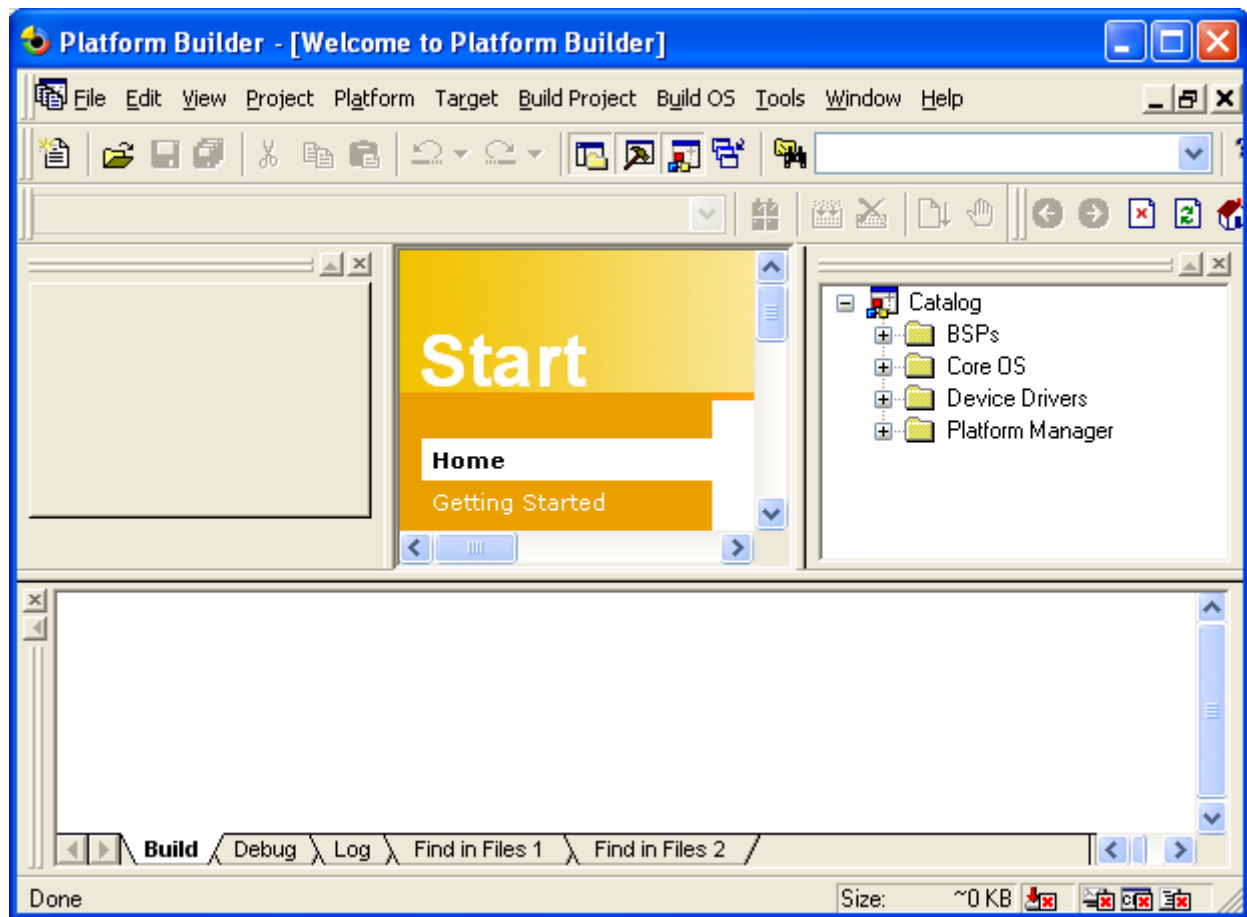 Platform Builder - [Welcome to Platform Builder]
File Edit View Project Platform Target Build Project Build OS Tools Window Help
Start
Home
Getting Started
Catalog
BSPs
Core OS
Device Drivers
Platform Manager
Build Debug Log Find in Files 1 Find in Files 2
Done Size: ~0 KB